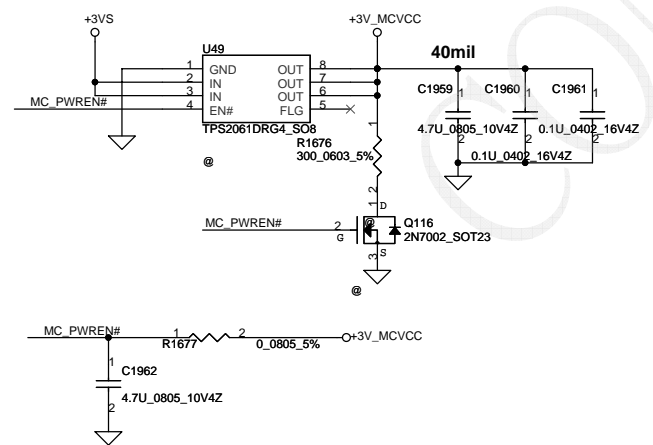 +3VS
+3V_MCVCC
U49
40mil
1 GND OUT 8
2 IN OUT 7
3 IN OUT 6
4 EN# FLG 5
MC_PWREN#
TPS2061DRG4_SO8
@
R1676
300_0603_5%
1
2
C1959
1
2
4.7U_0805_10V4Z
C1960
1
2
0.1U_0402_16V4Z
C1961
1
2
0.1U_0402_16V4Z
MC_PWREN#
2
G
1
D
@
3
S
Q116
2N7002_SOT23
@
MC_PWREN#
1
R1677
2
0_0805_5%
+3V_MCVCC
1
C1962
4.7U_0805_10V4Z
2